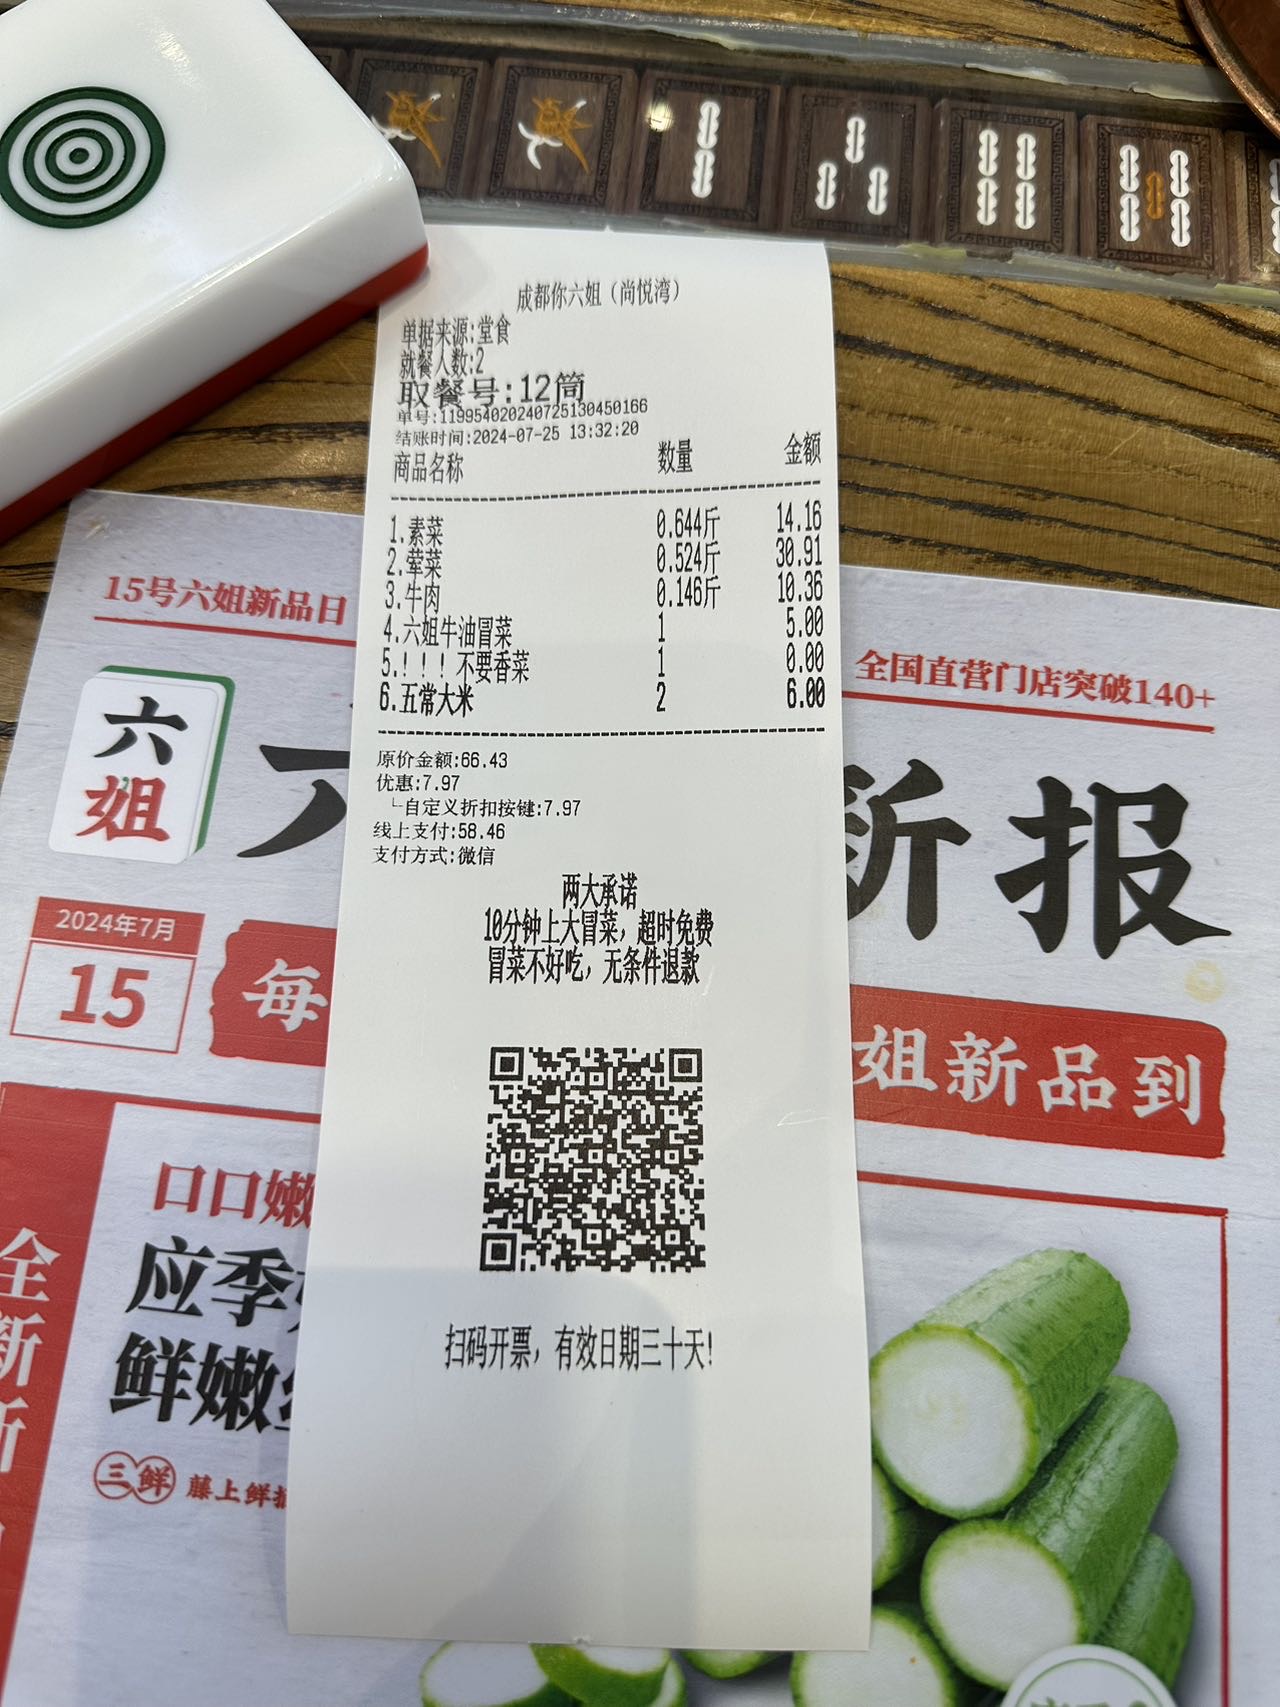 成都你六姐（尚悦湾）
单据来源:堂食
就餐人数:2
取餐号:12筒
单号:119954020240725130450166
结账时间:2024-07-25 13:32:20
商品名称 数量 金额
1.素菜 0.644斤 14.16
2.荤菜 0.524斤 30.91
3.牛肉 0.146斤 10.36
4.六姐牛油冒菜 1 5.00
5.！！！不要香菜 1 0.00
6.五常大米 2 6.00
原价金额:66.43
优惠:7.97
└自定义折扣按键:7.97
线上支付:58.46
支付方式:微信
两大承诺
10分钟上大冒菜，超时免费
冒菜不好吃，无条件退款
扫码开票，有效日期三十天!
15号六姐新品日
全国直营门店突破140+
六姐
报
2024年7月
15
每
姐新品到
口口嫩
应季
鲜嫩
三鲜 藤上鲜
全
新